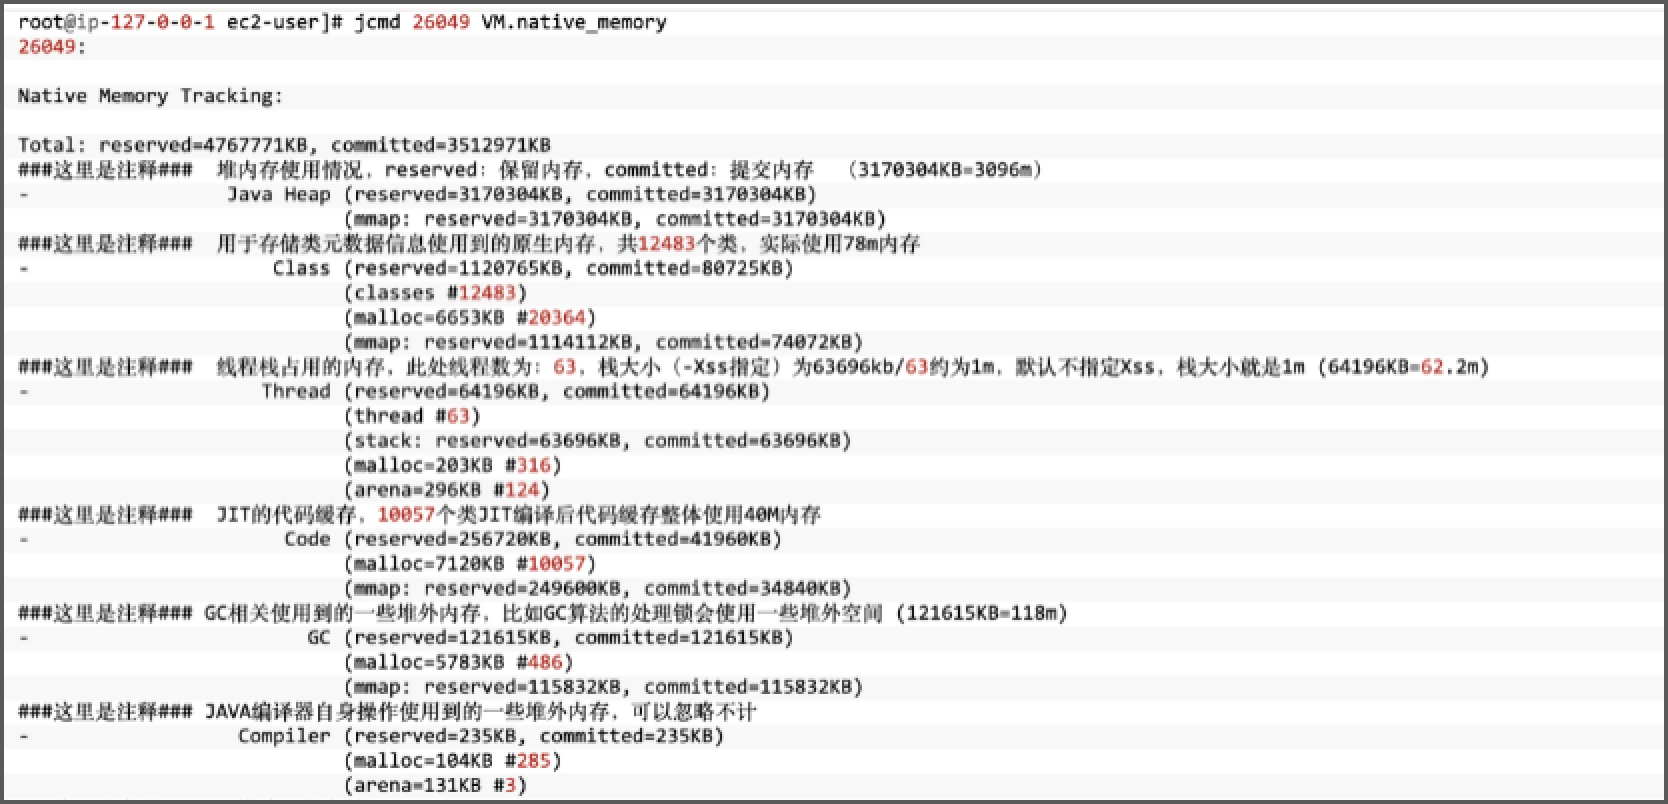 root@ip-127-0-0-1 ec2-user]# jcmd 26049 VM.native_memory
26049:
Native Memory Tracking:
Total: reserved=4767771KB, committed=3512971KB
###这里是注释### 堆内存使用情况，reserved：保留内存，committed：提交内存 （3170304KB=3096m）
- Java Heap (reserved=3170304KB, committed=3170304KB)
(mmap: reserved=3170304KB, committed=3170304KB)
###这里是注释### 用于存储类元数据信息使用到的原生内存，共12483个类，实际使用78m内存
- Class (reserved=1120765KB, committed=80725KB)
(classes #12483)
(malloc=6653KB #20364)
(mmap: reserved=1114112KB, committed=74072KB)
###这里是注释### 线程栈占用的内存，此处线程数为：63，栈大小（-Xss指定）为63696kb/63约为1m，默认不指定Xss，栈大小就是1m (64196KB=62.2m)
- Thread (reserved=64196KB, committed=64196KB)
(thread #63)
(stack: reserved=63696KB, committed=63696KB)
(malloc=203KB #316)
(arena=296KB #124)
###这里是注释### JIT的代码缓存，10057个类JIT编译后代码缓存整体使用40M内存
- Code (reserved=256720KB, committed=41960KB)
(malloc=7120KB #10057)
(mmap: reserved=249600KB, committed=34840KB)
###这里是注释### GC相关使用到的一些堆外内存，比如GC算法的处理锁会使用一些堆外空间 (121615KB=118m)
- GC (reserved=121615KB, committed=121615KB)
(malloc=5783KB #486)
(mmap: reserved=115832KB, committed=115832KB)
###这里是注释### JAVA编译器自身操作使用到的一些堆外内存，可以忽略不计
- Compiler (reserved=235KB, committed=235KB)
(malloc=104KB #285)
(arena=131KB #3)